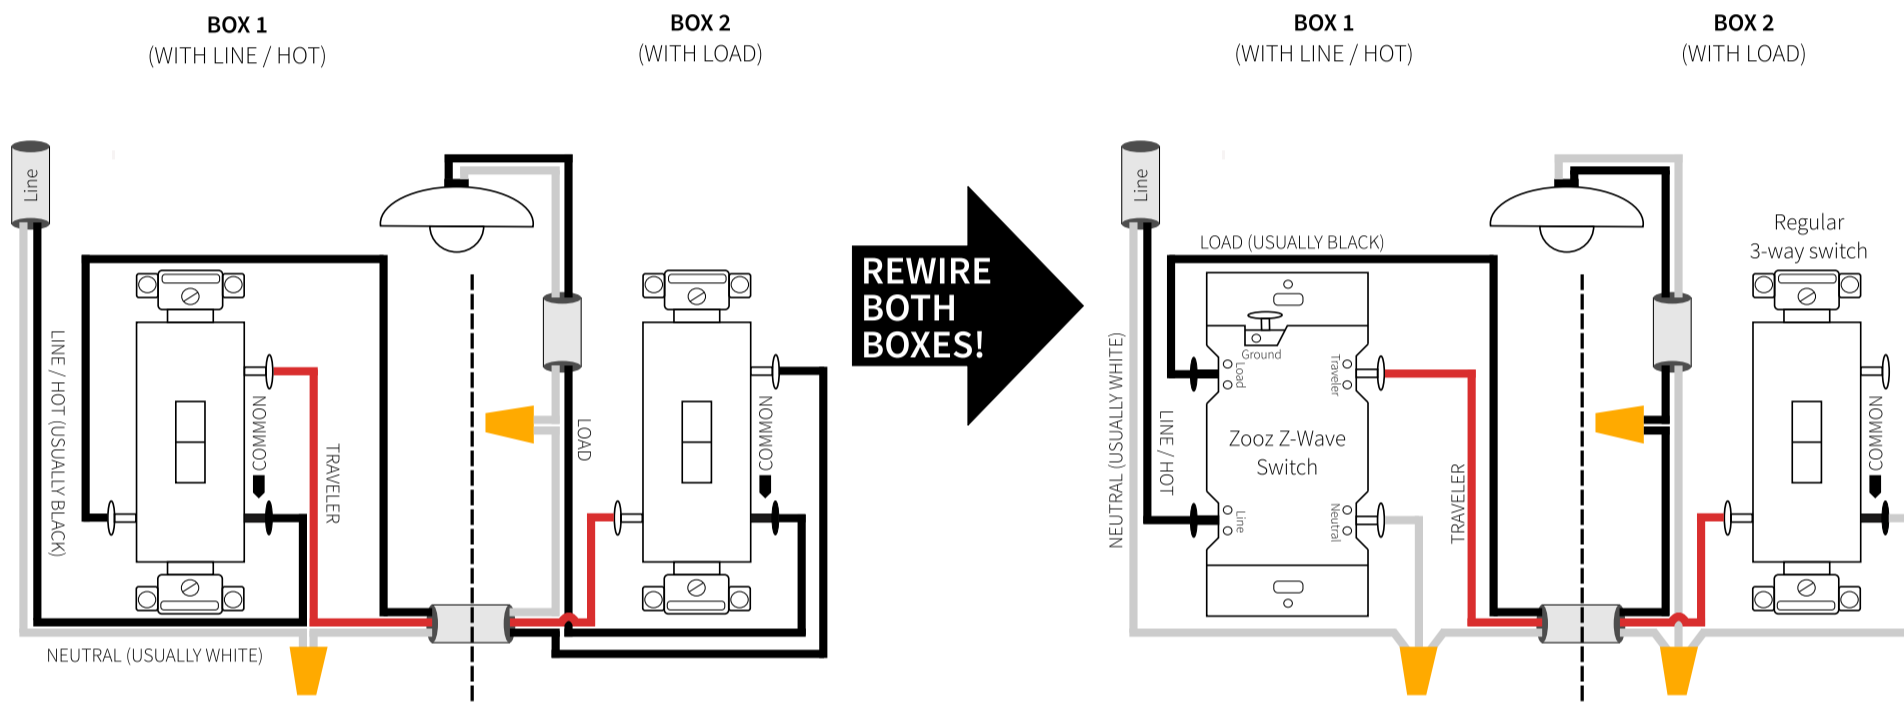 BOX 1
(WITH LINE / HOT)
BOX 2
(WITH LOAD)
Line
LINE / HOT (USUALLY BLACK)
COMMON
TRAVELER
LOAD
COMMON
NEUTRAL (USUALLY WHITE)
REWIRE
BOTH
BOXES!
BOX 1
(WITH LINE / HOT)
BOX 2
(WITH LOAD)
Line
LOAD (USUALLY BLACK)
Regular
3-way switch
NEUTRAL (USUALLY WHITE)
LINE / HOT
Ground
Load
Traveler
Zooz Z-Wave
Switch
Line
Neutral
TRAVELER
COMMON